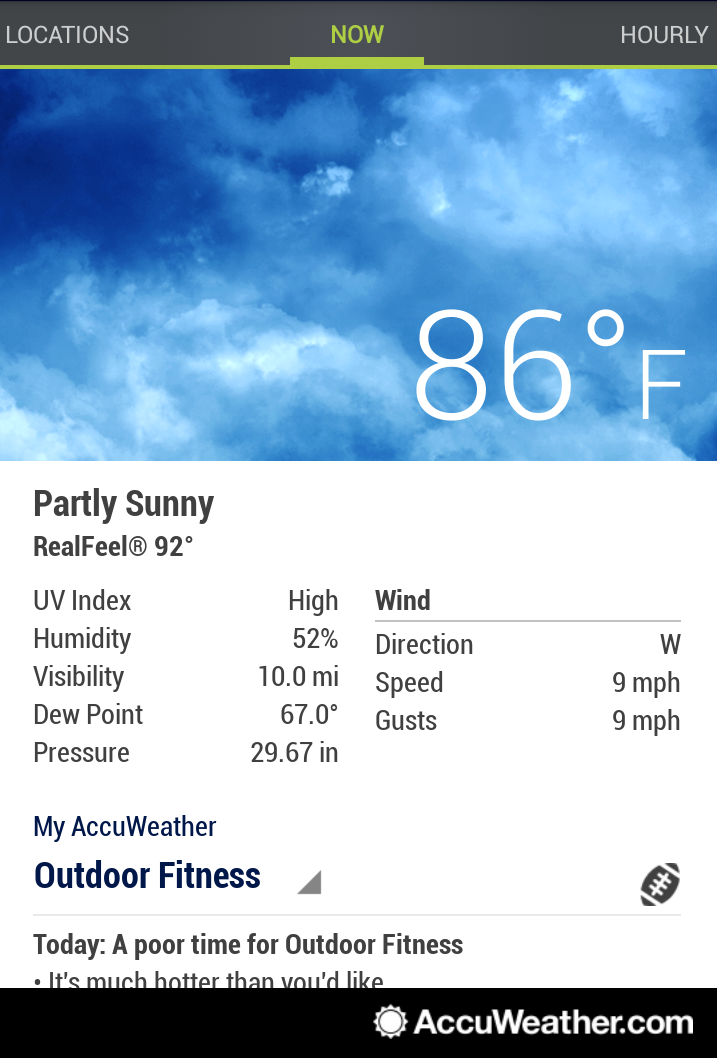 LOCATIONS NOW HOURLY
86°F
Partly Sunny
RealFeel® 92°
UV Index High
Humidity 52%
Visibility 10.0 mi
Dew Point 67.0°
Pressure 29.67 in
Wind
Direction W
Speed 9 mph
Gusts 9 mph
My AccuWeather
Outdoor Fitness
Today: A poor time for Outdoor Fitness
• It's much hotter than you'd like
AccuWeather.com